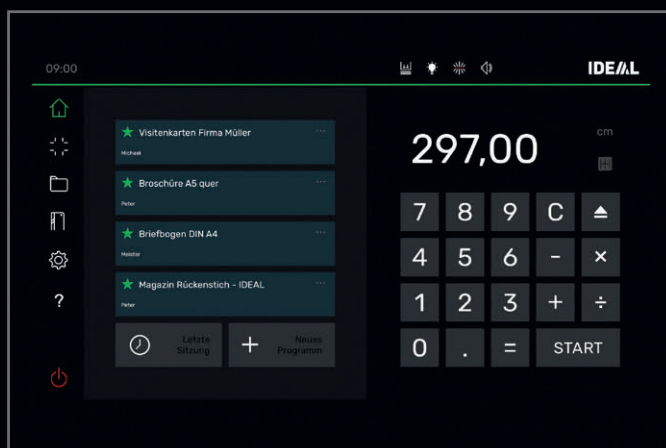 09:00
IDEAL
Visitenkarten Firma Müller
Michael
Broschüre A5 quer
Peter
Briefbogen DIN A4
Meister
Magazin Rückenstich - IDEAL
Peter
Letzte
Sitzung
Neues
Programm
?
297,00
cm
7 8 9 C
4 5 6 - ×
1 2 3 + ÷
0 . = START